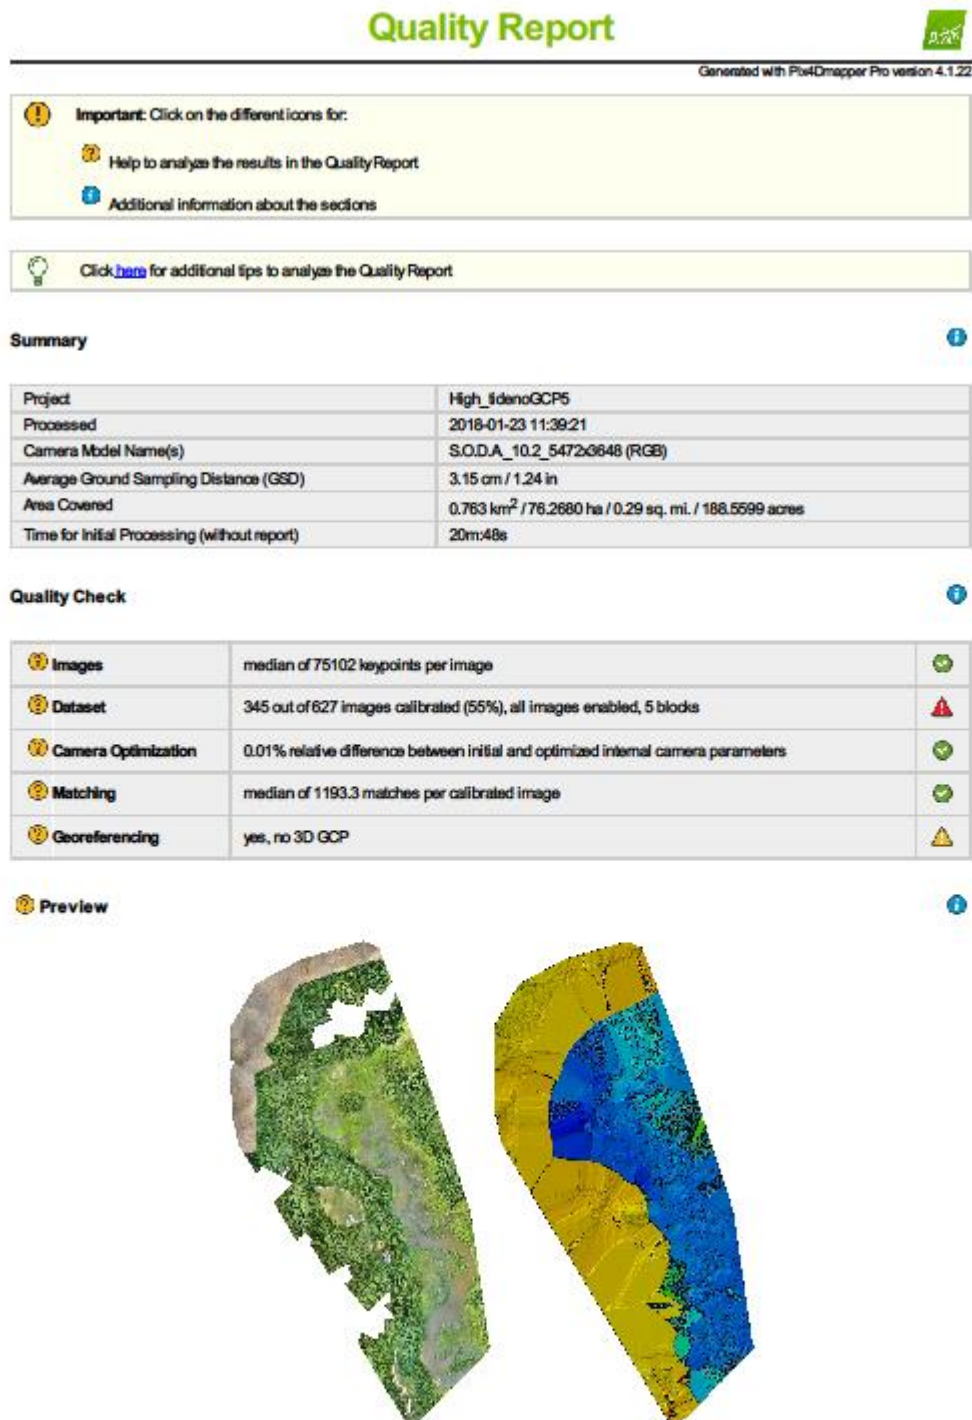 Quality Report
Generated with Pix4Dmapper Pro version 4.1.22
Important: Click on the different icons for:
Help to analyze the results in the Quality Report
Additional information about the sections
Click here for additional tips to analyze the Quality Report
Summary
Project High_tidenoGCP5
Processed 2018-01-23 11:39:21
Camera Model Name(s) S.O.D.A_10.2_5472x3648 (RGB)
Average Ground Sampling Distance (GSD) 3.15 cm / 1.24 in
Area Covered 0.763 km² / 76.2680 ha / 0.29 sq. mi. / 188.5599 acres
Time for Initial Processing (without report) 20m:48s
Quality Check
Images median of 75102 keypoints per image
Dataset 345 out of 627 images calibrated (55%), all images enabled, 5 blocks
Camera Optimization 0.01% relative difference between initial and optimized internal camera parameters
Matching median of 1193.3 matches per calibrated image
Georeferencing yes, no 3D GCP
Preview